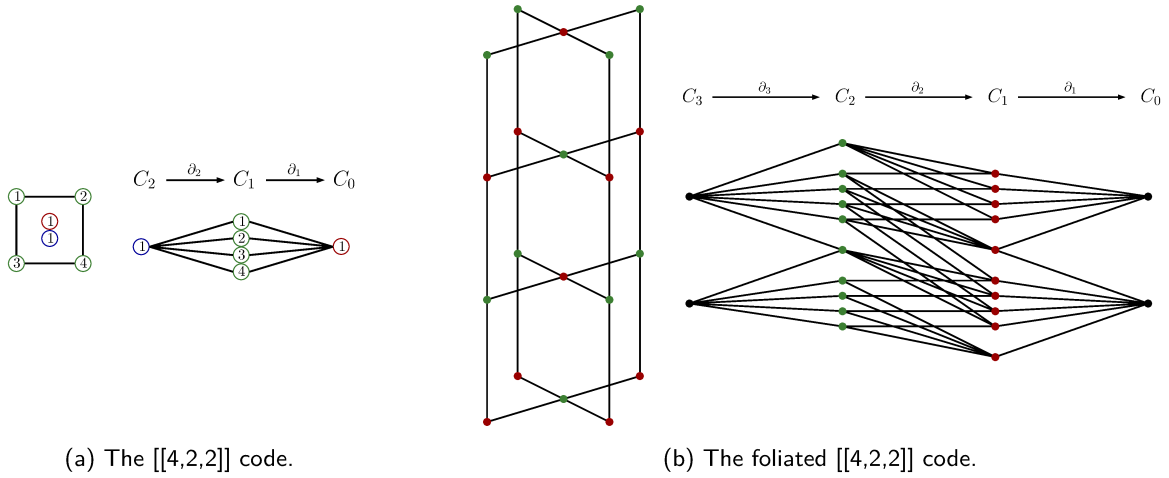 1 2
1
1
3 4
C₂ ∂₂ C₁ ∂₁ C₀
1
1
2
3
4
1
(a) The [[4,2,2]] code.
C₃ ∂₃ C₂ ∂₂ C₁ ∂₁ C₀
(b) The foliated [[4,2,2]] code.